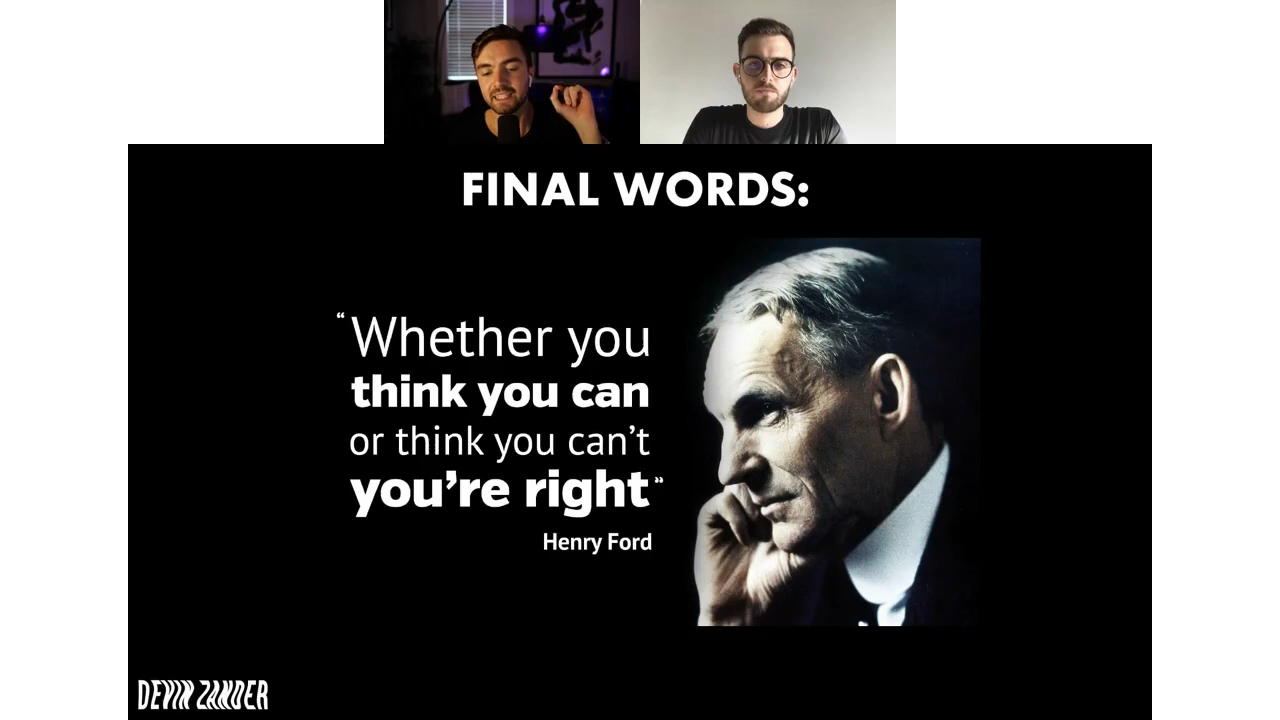 FINAL WORDS:
“Whether you
think you can
or think you can’t
you’re right”
Henry Ford
DEVIN ZANDER